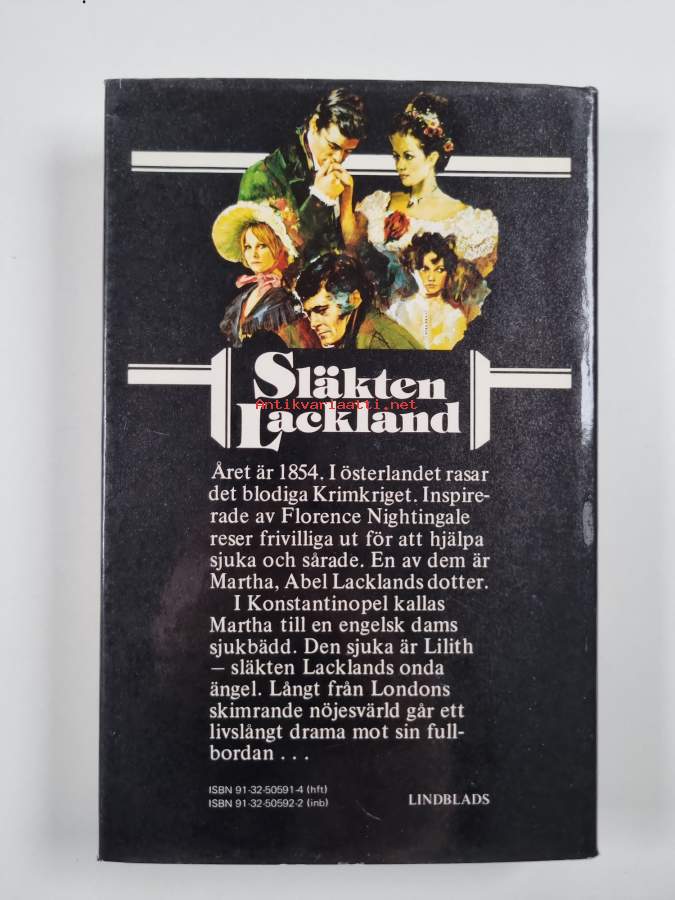 Släkten
Antikvariaatti.net
Lackland
Året är 1854. I österlandet rasar
det blodiga Krimkriget. Inspire-
rade av Florence Nightingale
reser frivilliga ut för att hjälpa
sjuka och sårade. En av dem är
Martha, Abel Lacklands dotter.
I Konstantinopel kallas
Martha till en engelsk dams
sjukbädd. Den sjuka är Lilith
– släkten Lacklands onda
ängel. Långt från Londons
skimrande nöjesvärld går ett
livslångt drama mot sin full-
bordan . . .
ISBN 91-32-50591-4 (hft)
ISBN 91-32-50592-2 (inb)
LINDBLADS